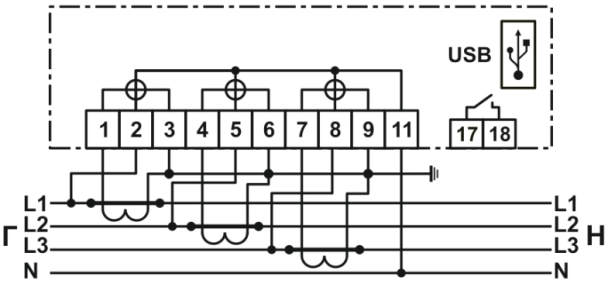 USB
1 2 3 4 5 6 7 8 9 11 17 18
L1 L1
L2 L2
Г L3 L3 Н
N N